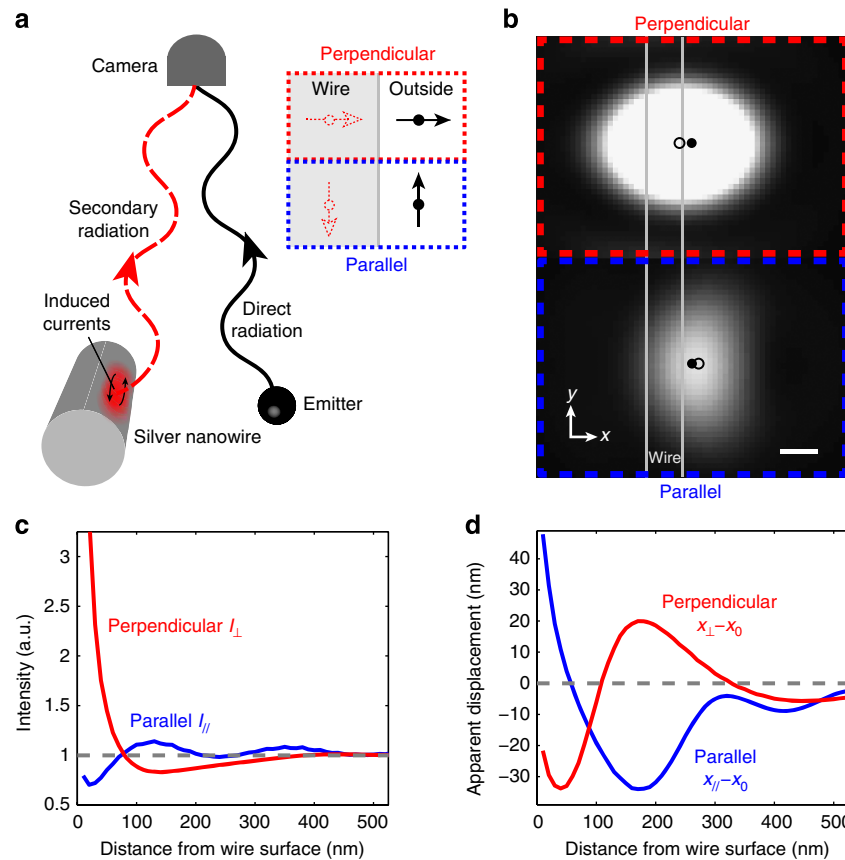 a
Camera
Perpendicular
Wire
Outside
Parallel
Secondary
radiation
Induced
currents
Direct
radiation
Emitter
Silver nanowire
b
Perpendicular
y
x
Wire
Parallel
c
Intensity (a.u.)
3
2.5
2
1.5
1
0.5
Perpendicular I⊥
Parallel I//
0 100 200 300 400 500
Distance from wire surface (nm)
d
Apparent displacement (nm)
40
20
10
0
−10
−20
−30
Perpendicular
x⊥−x0
Parallel
x//−x0
0 100 200 300 400 500
Distance from wire surface (nm)